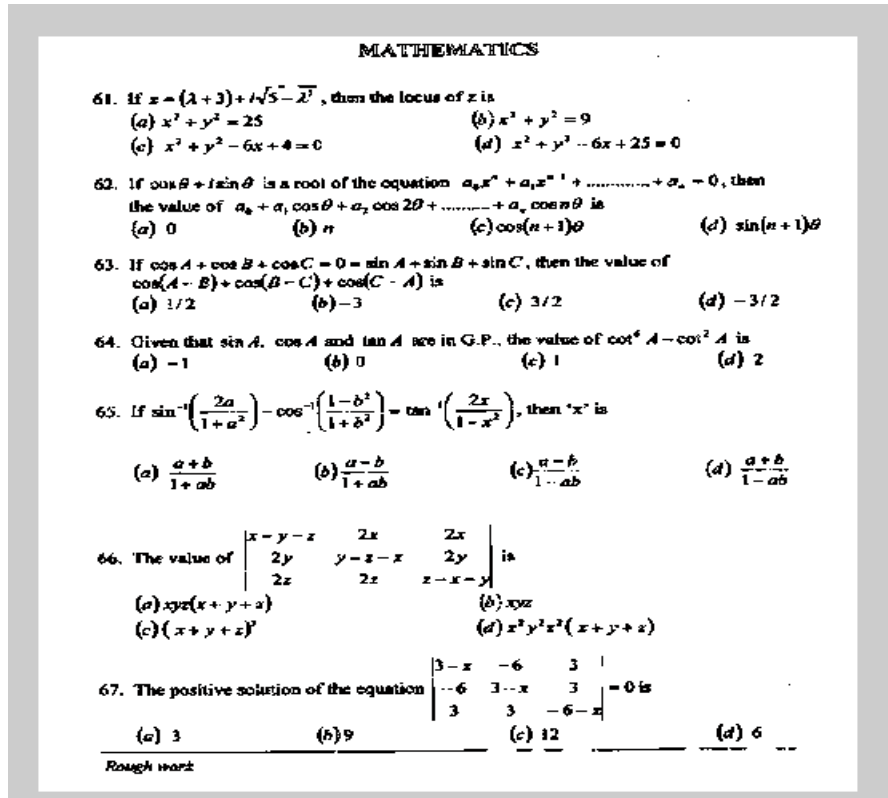 MATHEMATICS
61. If z = (λ + 3) + i√5 − λ², then the locus of z is
(a) x² + y² = 25 (b) x² + y² = 9
(c) x² + y² − 6x + 4 = 0 (d) x² + y² − 6x + 25 = 0
62. If cos θ + i sin θ is a root of the equation a₀xⁿ + a₁xⁿ⁻¹ + ............ + aₙ = 0, then
the value of a₀ + a₁ cos θ + a₂ cos 2θ + ......... + aₙ cos nθ is
(a) 0 (b) n (c) cos(n + 1)θ (d) sin(n + 1)θ
63. If cos A + cos B + cos C = 0 = sin A + sin B + sin C, then the value of
cos(A − B) + cos(B − C) + cos(C − A) is
(a) 1/2 (b) −3 (c) 3/2 (d) −3/2
64. Given that sin A, cos A and tan A are in G.P., the value of cot⁶ A − cot² A is
(a) −1 (b) 0 (c) 1 (d) 2
65. If sin⁻¹(2a / 1 + a²) − cos⁻¹(1 − b² / 1 + b²) = tan⁻¹(2x / 1 − x²), then 'x' is
(a) a + b / 1 + ab (b) a − b / 1 + ab (c) a − b / 1 − ab (d) a + b / 1 − ab
66. The value of | x − y − z 2x 2x |
| 2y y − z − x 2y | is
| 2z 2z z − x − y |
(a) xyz(x + y + z) (b) xyz
(c) (x + y + z)³ (d) x²y²z²(x + y + z)
67. The positive solution of the equation | 3 − x −6 3 |
| −6 3 − x 3 | = 0 is
| 3 3 −6 − x |
(a) 3 (b) 9 (c) 12 (d) 6
Rough work